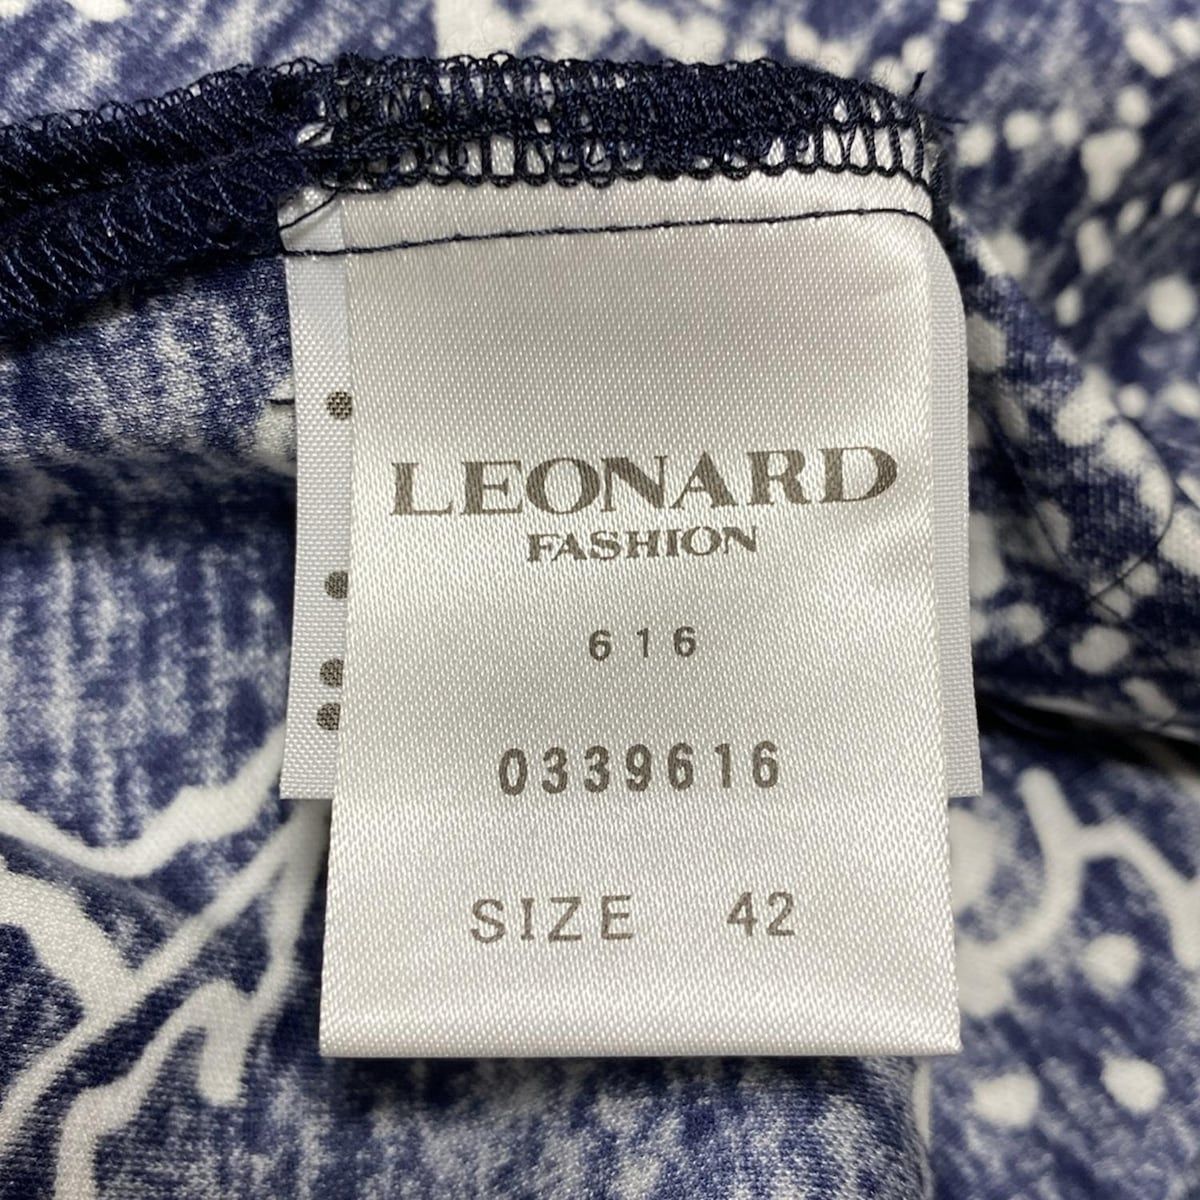 LEONARD
FASHION
616
0339616
SIZE 42